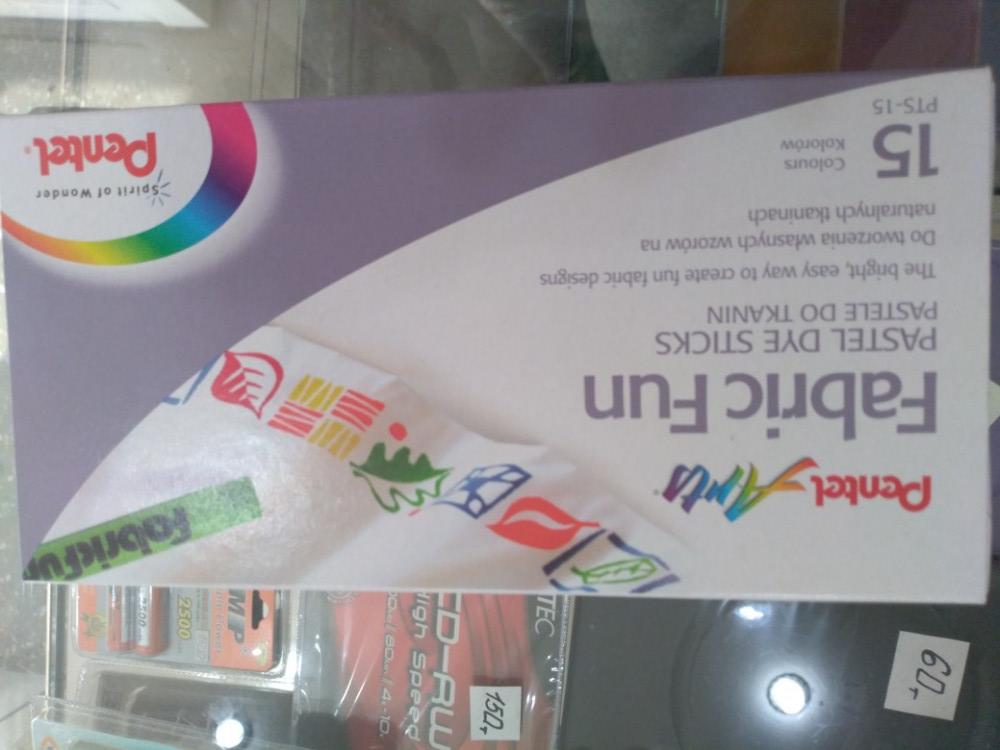 Pentel Arts
Fabric Fun
PASTEL DYE STICKS
PASTELE DO TKANIN
The bright, easy way to create fun fabric designs
Do tworzenia własnych wzorów na
naturalnych tkaninach
15 Colours
Kolorów
PTS-15
Spirit of Wonder
Pentel®
FabricFun
2500
High Speed
150,-
60,-